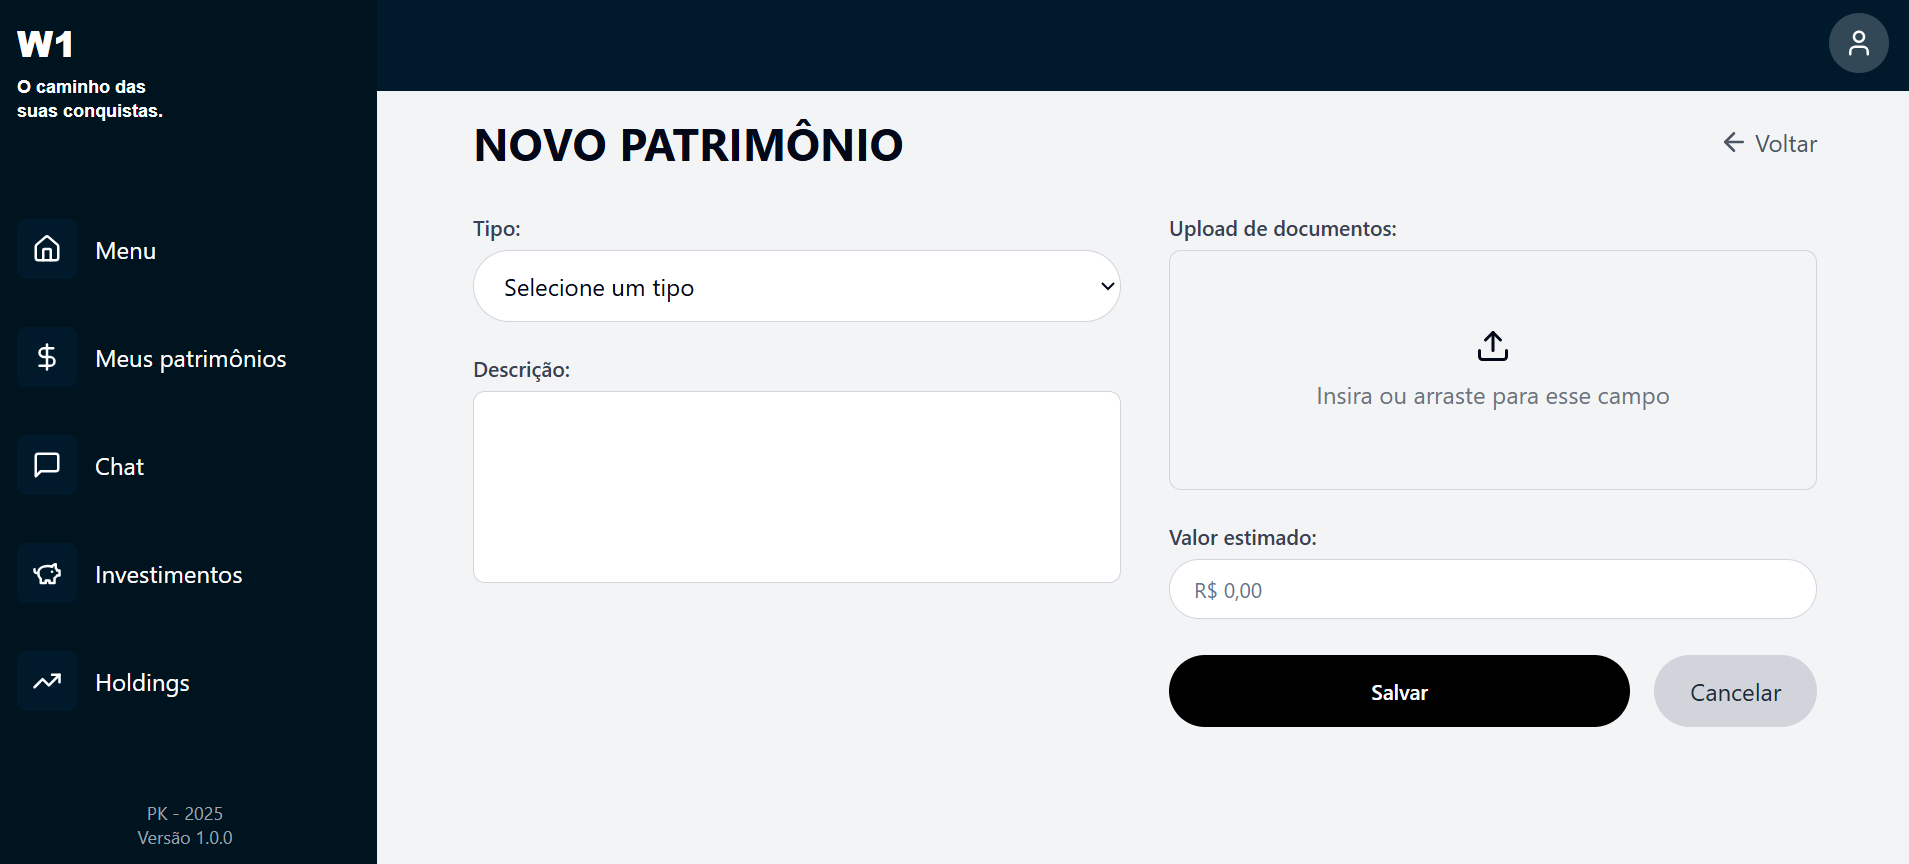 W1
O caminho das
suas conquistas.
Menu
Meus patrimônios
Chat
Investimentos
Holdings
PK - 2025
Versão 1.0.0
NOVO PATRIMÔNIO
Voltar
Tipo:
Selecione um tipo
Descrição:
Upload de documentos:
Insira ou arraste para esse campo
Valor estimado:
R$ 0,00
Salvar
Cancelar